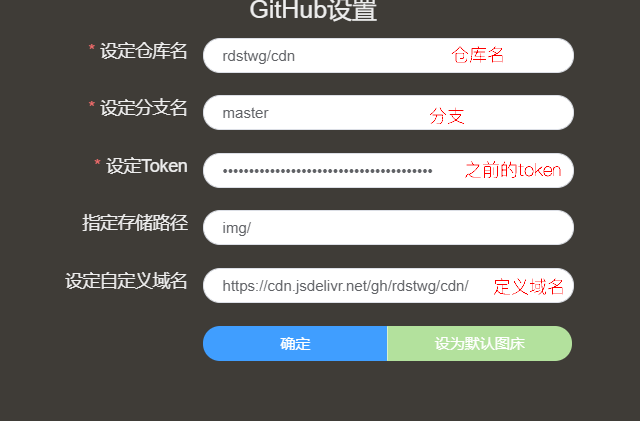 GitHub设置
* 设定仓库名 rdstwg/cdn 仓库名
* 设定分支名 master 分支
* 设定Token •••••••••••••••••••••••••••••••••••••••• 之前的token
指定存储路径 img/
设定自定义域名 https://cdn.jsdelivr.net/gh/rdstwg/cdn/ 定义域名
确定 设为默认图床